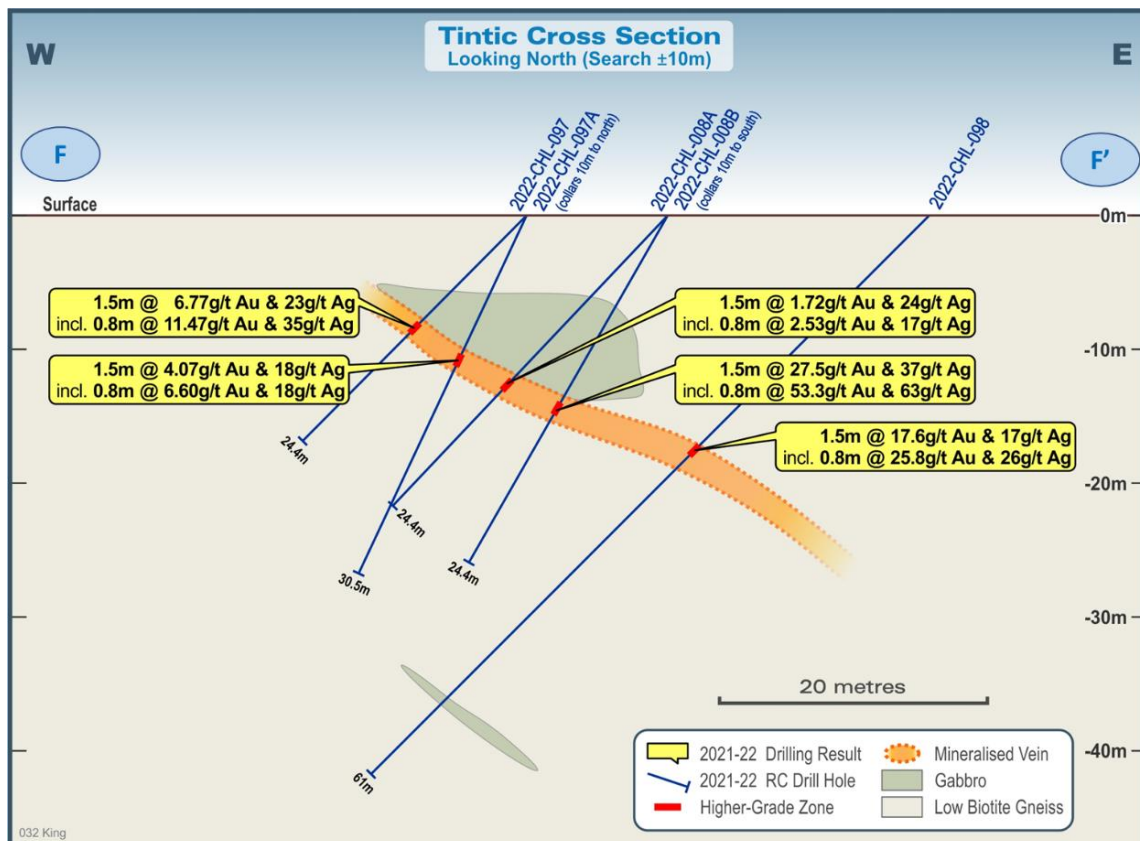 Tintic Cross Section
Looking North (Search ±10m)
W
E
F
F’
2022-CHL-097
2022-CHL-097A
(collars 10m to north)
2022-CHL-008A
2022-CHL-008B
(collars 10m to south)
2022-CHL-098
Surface
0m
1.5m @ 6.77g/t Au & 23g/t Ag
incl. 0.8m @ 11.47g/t Au & 35g/t Ag
1.5m @ 1.72g/t Au & 24g/t Ag
incl. 0.8m @ 2.53g/t Au & 17g/t Ag
-10m
1.5m @ 4.07g/t Au & 18g/t Ag
incl. 0.8m @ 6.60g/t Au & 18g/t Ag
1.5m @ 27.5g/t Au & 37g/t Ag
incl. 0.8m @ 53.3g/t Au & 63g/t Ag
1.5m @ 17.6g/t Au & 17g/t Ag
incl. 0.8m @ 25.8g/t Au & 26g/t Ag
24.4m
-20m
24.4m
30.5m
24.4m
-30m
20 metres
61m
-40m
2021-22 Drilling Result
2021-22 RC Drill Hole
Higher-Grade Zone
Mineralised Vein
Gabbro
Low Biotite Gneiss
032 King